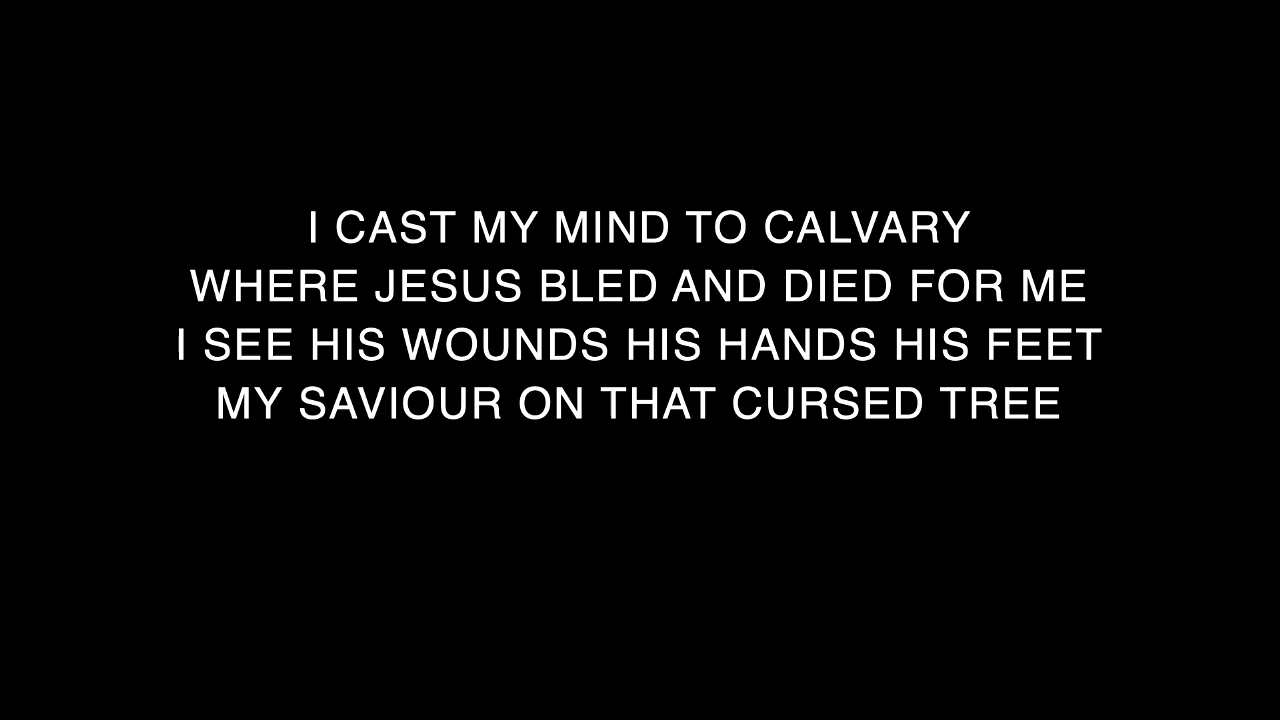 I CAST MY MIND TO CALVARY
WHERE JESUS BLED AND DIED FOR ME
I SEE HIS WOUNDS HIS HANDS HIS FEET
MY SAVIOUR ON THAT CURSED TREE